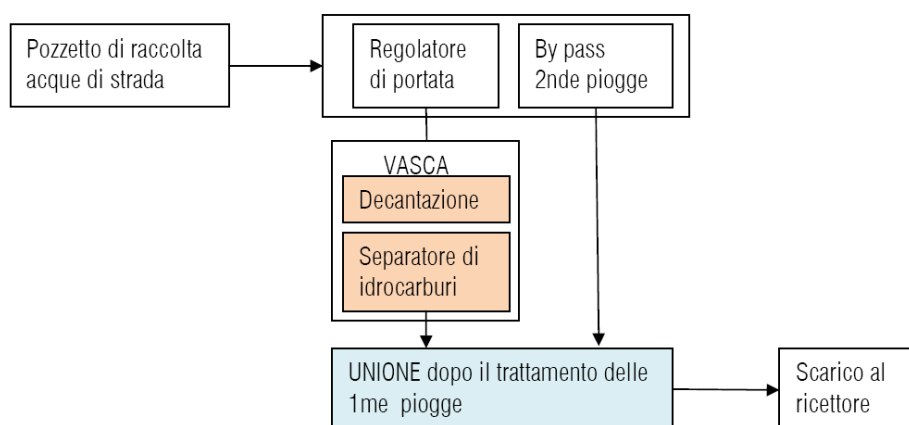 Pozzetto di raccolta
acque di strada
Regolatore
di portata
By pass
2nde piogge
VASCA
Decantazione
Separatore di
idrocarburi
UNIONE dopo il trattamento delle
1me piogge
Scarico al
ricettore